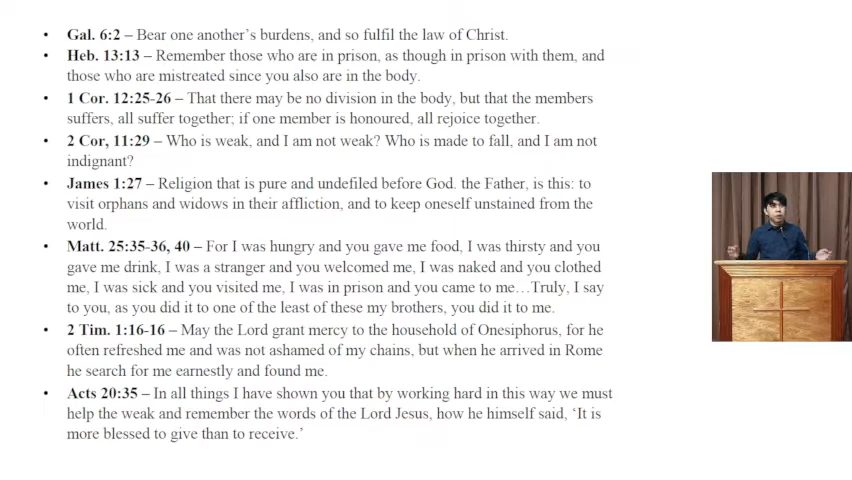 • Gal. 6:2 – Bear one another's burdens, and so fulfil the law of Christ.
• Heb. 13:13 – Remember those who are in prison, as though in prison with them, and
those who are mistreated since you also are in the body.
• 1 Cor. 12:25-26 – That there may be no division in the body, but that the members
suffers, all suffer together; if one member is honoured, all rejoice together.
• 2 Cor, 11:29 – Who is weak, and I am not weak? Who is made to fall, and I am not
indignant?
• James 1:27 – Religion that is pure and undefiled before God. the Father, is this: to
visit orphans and widows in their affliction, and to keep oneself unstained from the
world.
• Matt. 25:35-36, 40 – For I was hungry and you gave me food, I was thirsty and you
gave me drink, I was a stranger and you welcomed me, I was naked and you clothed
me, I was sick and you visited me, I was in prison and you came to me…Truly, I say
to you, as you did it to one of the least of these my brothers, you did it to me.
• 2 Tim. 1:16-16 – May the Lord grant mercy to the household of Onesiphorus, for he
often refreshed me and was not ashamed of my chains, but when he arrived in Rome
he search for me earnestly and found me.
• Acts 20:35 – In all things I have shown you that by working hard in this way we must
help the weak and remember the words of the Lord Jesus, how he himself said, 'It is
more blessed to give than to receive.'